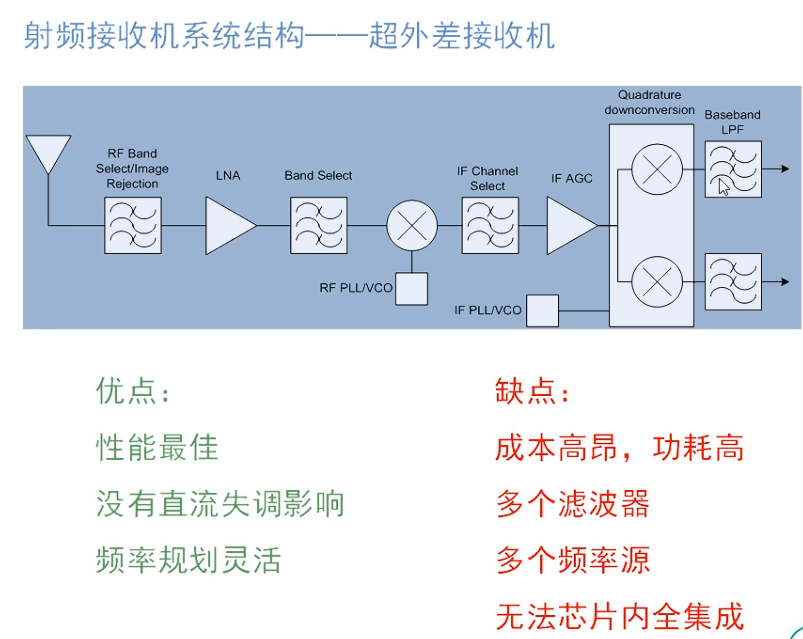 射频接收机系统结构——超外差接收机
Quadrature
downconversion
Baseband
LPF
RF Band
Select/Image
Rejection
LNA
Band Select
IF Channel
Select
IF AGC
RF PLL/VCO
IF PLL/VCO
优点：
性能最佳
没有直流失调影响
频率规划灵活
缺点：
成本高昂，功耗高
多个滤波器
多个频率源
无法芯片内全集成